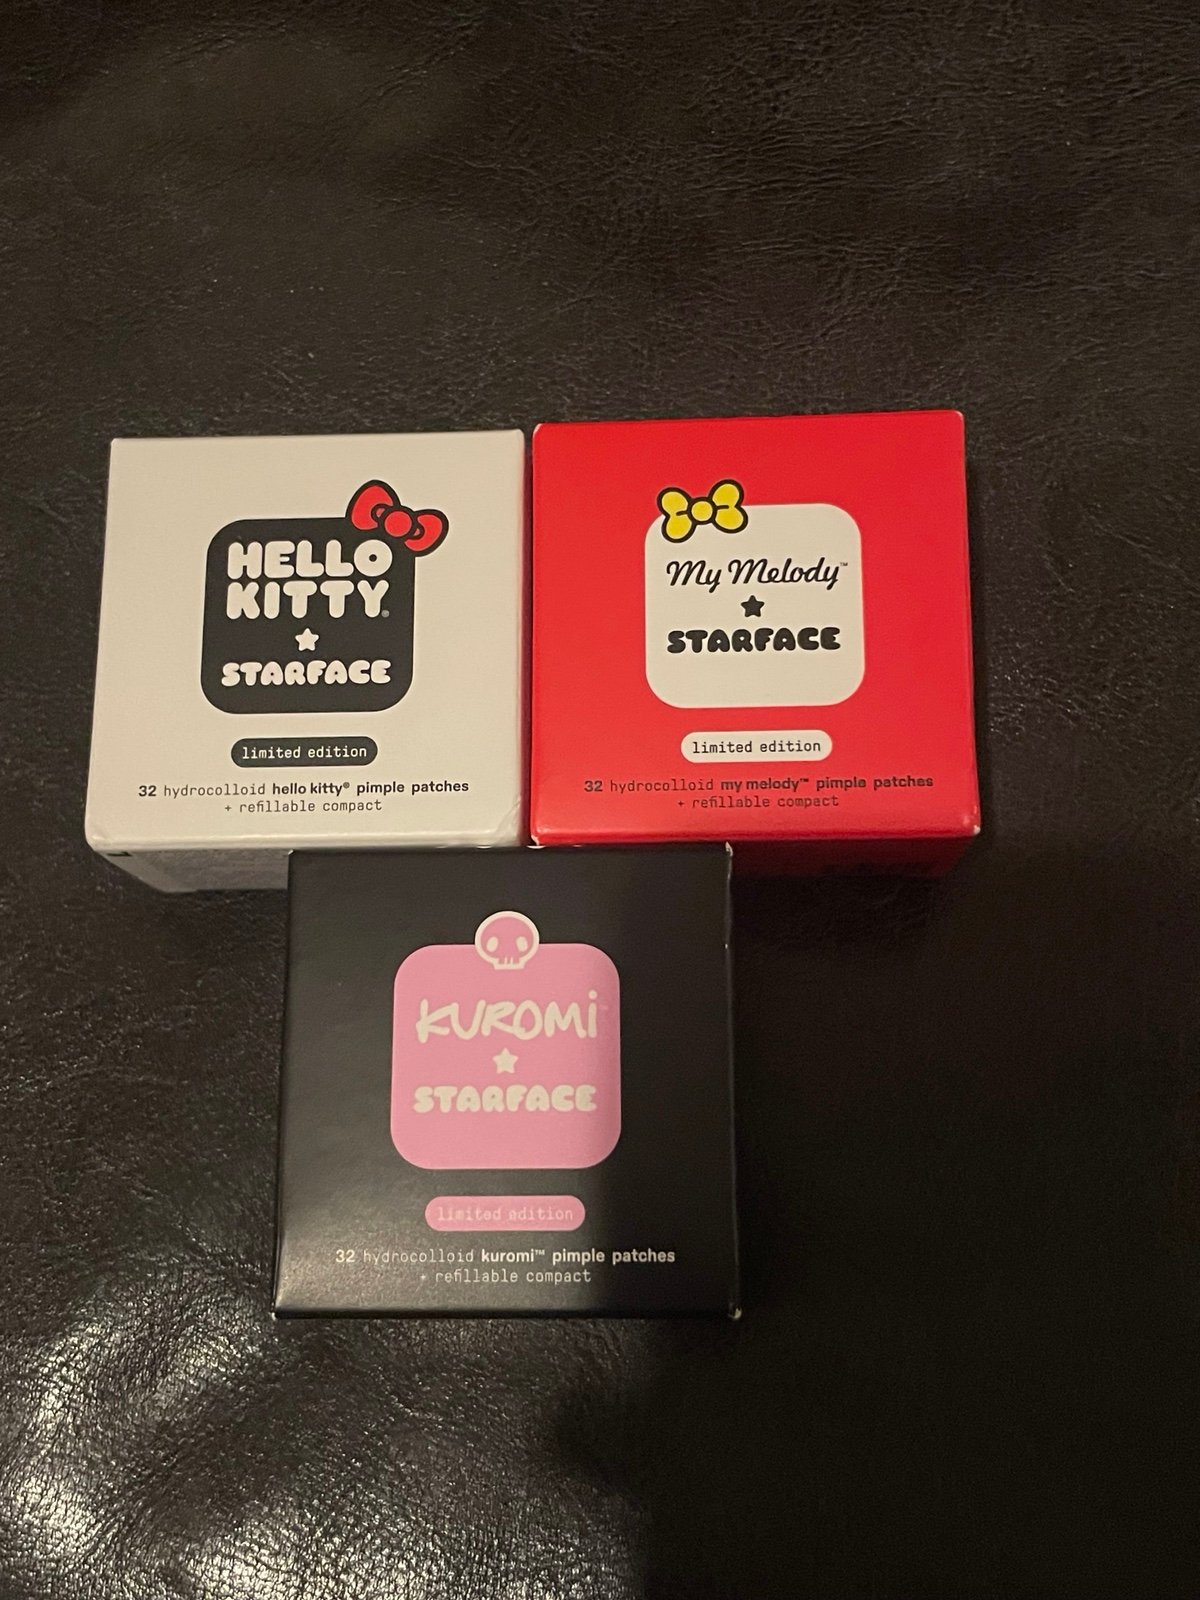 HELLO
KITTY®
STARFACE
limited edition
32 hydrocolloid hello kitty® pimple patches
+ refillable compact
My Melody™
STARFACE
limited edition
32 hydrocolloid my melody™ pimple patches
+ refillable compact
KUROMi™
STARFACE
limited edition
32 hydrocolloid kuromi™ pimple patches
+ refillable compact